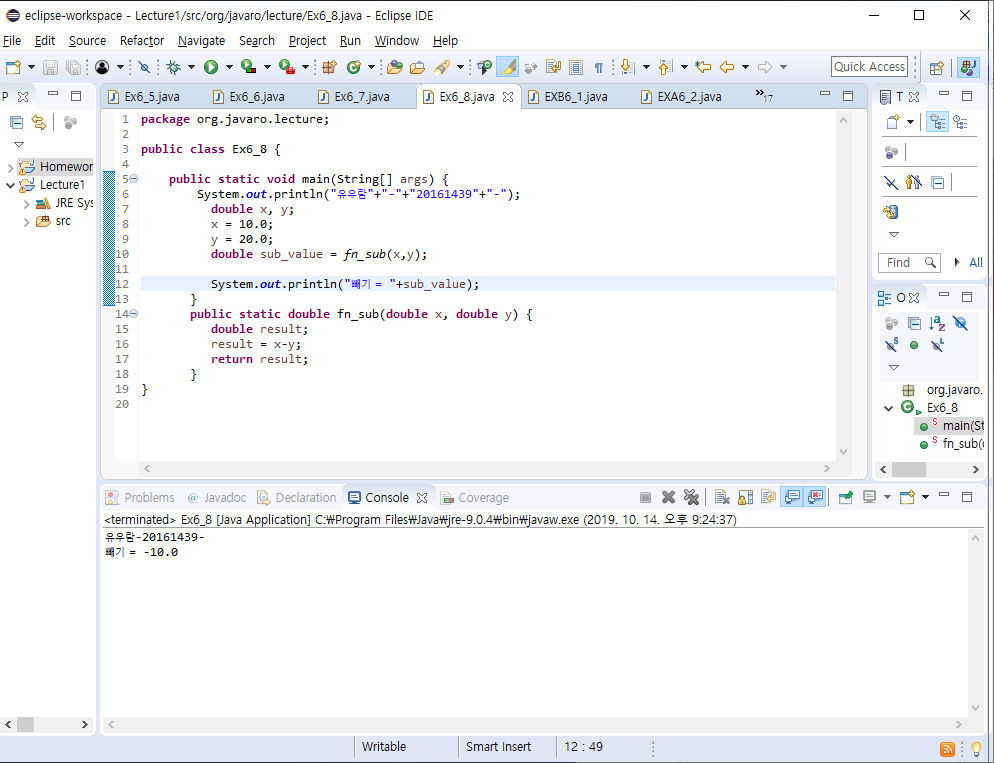 eclipse-workspace - Lecture1/src/org/javaro/lecture/Ex6_8.java - Eclipse IDE
File Edit Source Refactor Navigate Search Project Run Window Help
Quick Access
P
Homewor
Lecture1
JRE Sys
src
Ex6_5.java Ex6_6.java Ex6_7.java Ex6_8.java EXB6_1.java EXA6_2.java »17
1 package org.javaro.lecture;
2
3 public class Ex6_8 {
4
5 public static void main(String[] args) {
6 System.out.println("유우람"+"-"+"20161439"+"-");
7 double x, y;
8 x = 10.0;
9 y = 20.0;
10 double sub_value = fn_sub(x,y);
11
12 System.out.println("빼기 = "+sub_value);
13 }
14 public static double fn_sub(double x, double y) {
15 double result;
16 result = x-y;
17 return result;
18 }
19 }
20
T
Find
All
O
org.javaro.
Ex6_8
main(St
fn_sub(
Problems Javadoc Declaration Console Coverage
<terminated> Ex6_8 [Java Application] C:₩Program Files₩Java₩jre-9.0.4₩bin₩javaw.exe (2019. 10. 14. 오후 9:24:37)
유우람-20161439-
빼기 = -10.0
Writable Smart Insert 12 : 49